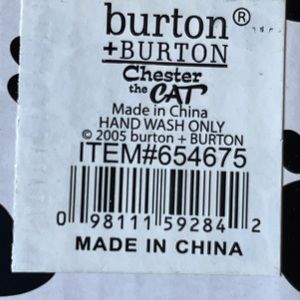 burton®
+BURTON
Chester
the CAT
Made in China
HAND WASH ONLY
© 2005 burton + BURTON
ITEM#654675
0 98111 59284 2
MADE IN CHINA